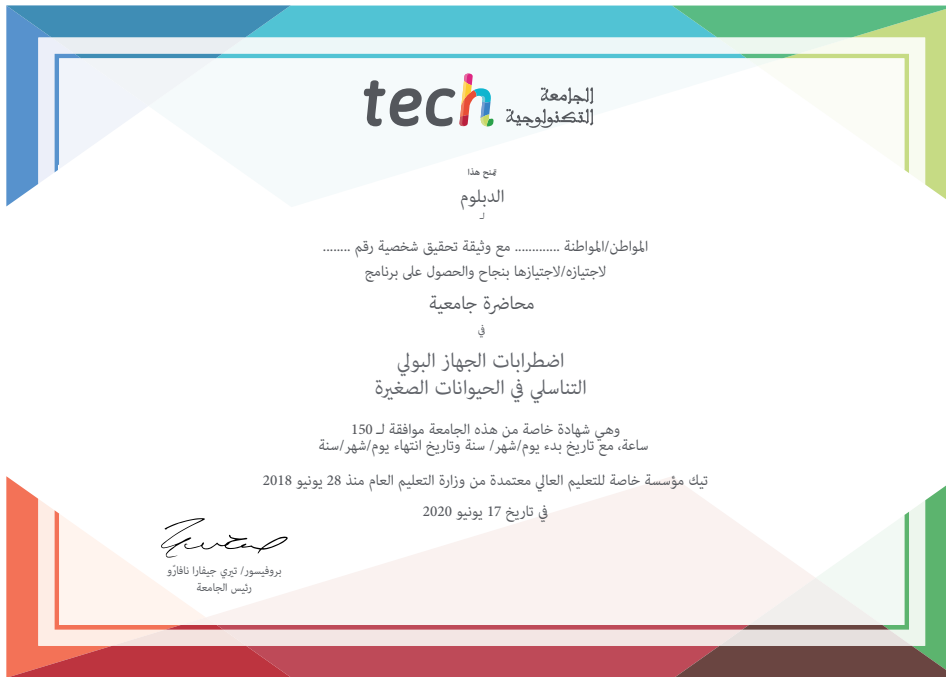 tech الجامعة
التكنولوجية
يمنح هذا
الدبلوم
لـ
المواطن/المواطنة ............ مع وثيقة تحقيق شخصية رقم ........
لاجتيازه/لاجتيازها بنجاح والحصول على برنامج
محاضرة جامعية
في
اضطرابات الجهاز البولي
التناسلي في الحيوانات الصغيرة
وهي شهادة خاصة من هذه الجامعة موافقة لـ 150
ساعة، مع تاريخ بدء يوم/شهر/ سنة وتاريخ انتهاء يوم/شهر/سنة
تيك مؤسسة خاصة للتعليم العالي معتمدة من وزارة التعليم العام منذ 28 يونيو 2018
في تاريخ 17 يونيو 2020
بروفيسور/ تيري جيفارا نافارّو
رئيس الجامعة